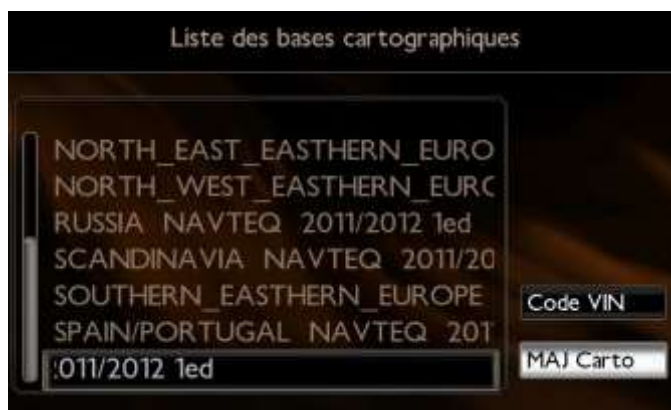 Liste des bases cartographiques
NORTH_EAST_EASTHERN_EURO
NORTH_WEST_EASTHERN_EURC
RUSSIA NAVTEQ 2011/2012 1ed
SCANDINAVIA NAVTEQ 2011/20
SOUTHERN_EASTHERN_EUROPE
SPAIN/PORTUGAL NAVTEQ 201
:011/2012 1ed
Code VIN
MAJ Carto